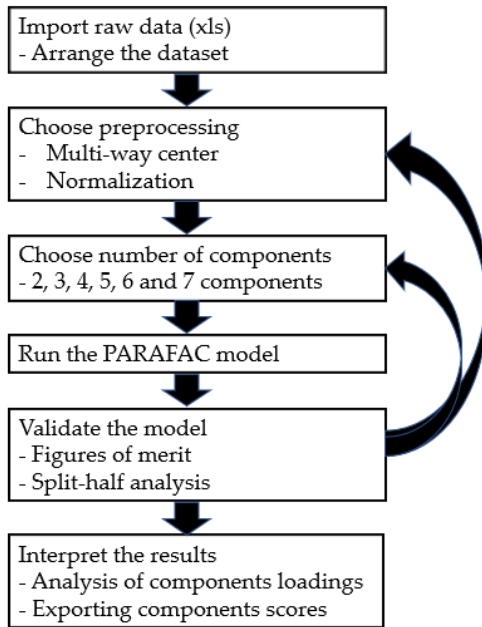 Import raw data (xls)
- Arrange the dataset
Choose preprocessing
- Multi-way center
- Normalization
Choose number of components
- 2, 3, 4, 5, 6 and 7 components
Run the PARAFAC model
Validate the model
- Figures of merit
- Split-half analysis
Interpret the results
- Analysis of components loadings
- Exporting components scores